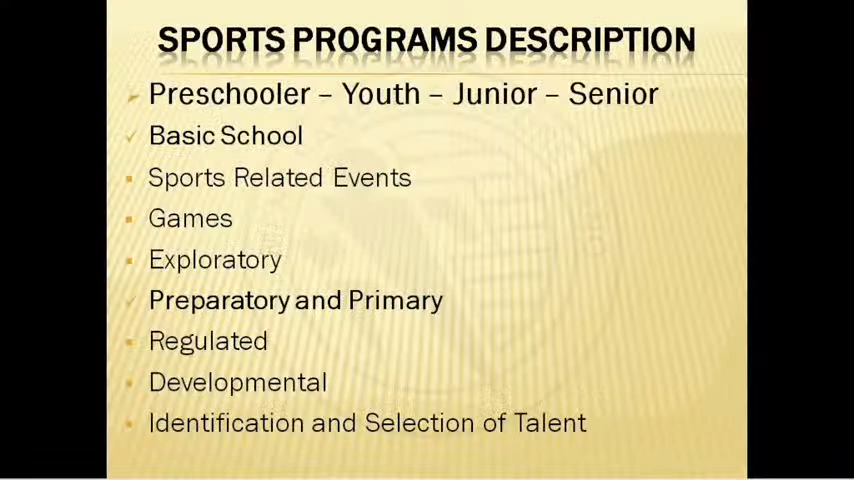 SPORTS PROGRAMS DESCRIPTION
Preschooler – Youth – Junior – Senior
Basic School
Sports Related Events
Games
Exploratory
Preparatory and Primary
Regulated
Developmental
Identification and Selection of Talent